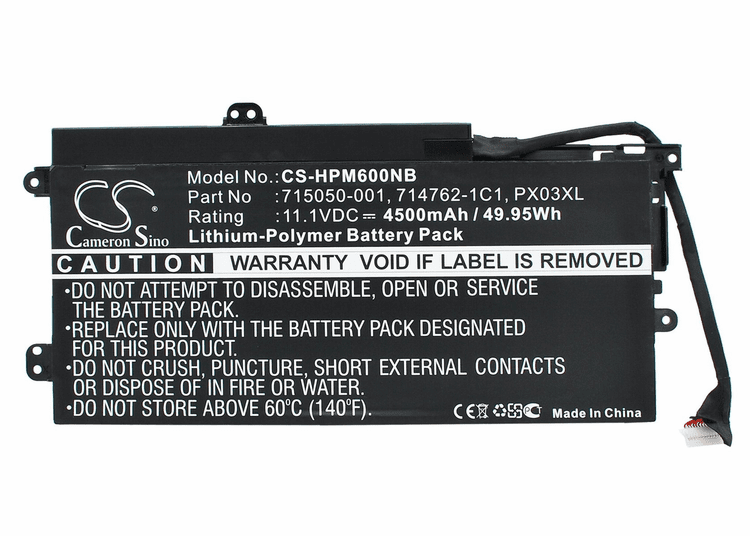 CS
Cameron Sino
Model No.: CS-HPM600NB
Part No : 715050-001, 714762-1C1, PX03XL
Rating : 11.1VDC ⎓ 4500mAh / 49.95Wh
Lithium-Polymer Battery Pack
CAUTION WARRANTY VOID IF LABEL IS REMOVED
•DO NOT ATTEMPT TO DISASSEMBLE, OPEN OR SERVICE
THE BATTERY PACK.
•REPLACE ONLY WITH THE BATTERY PACK DESIGNATED
FOR THIS PRODUCT.
•DO NOT CRUSH, PUNCTURE, SHORT EXTERNAL CONTACTS
OR DISPOSE OF IN FIRE OR WATER.
•DO NOT STORE ABOVE 60°C (140°F).
CE Made in China